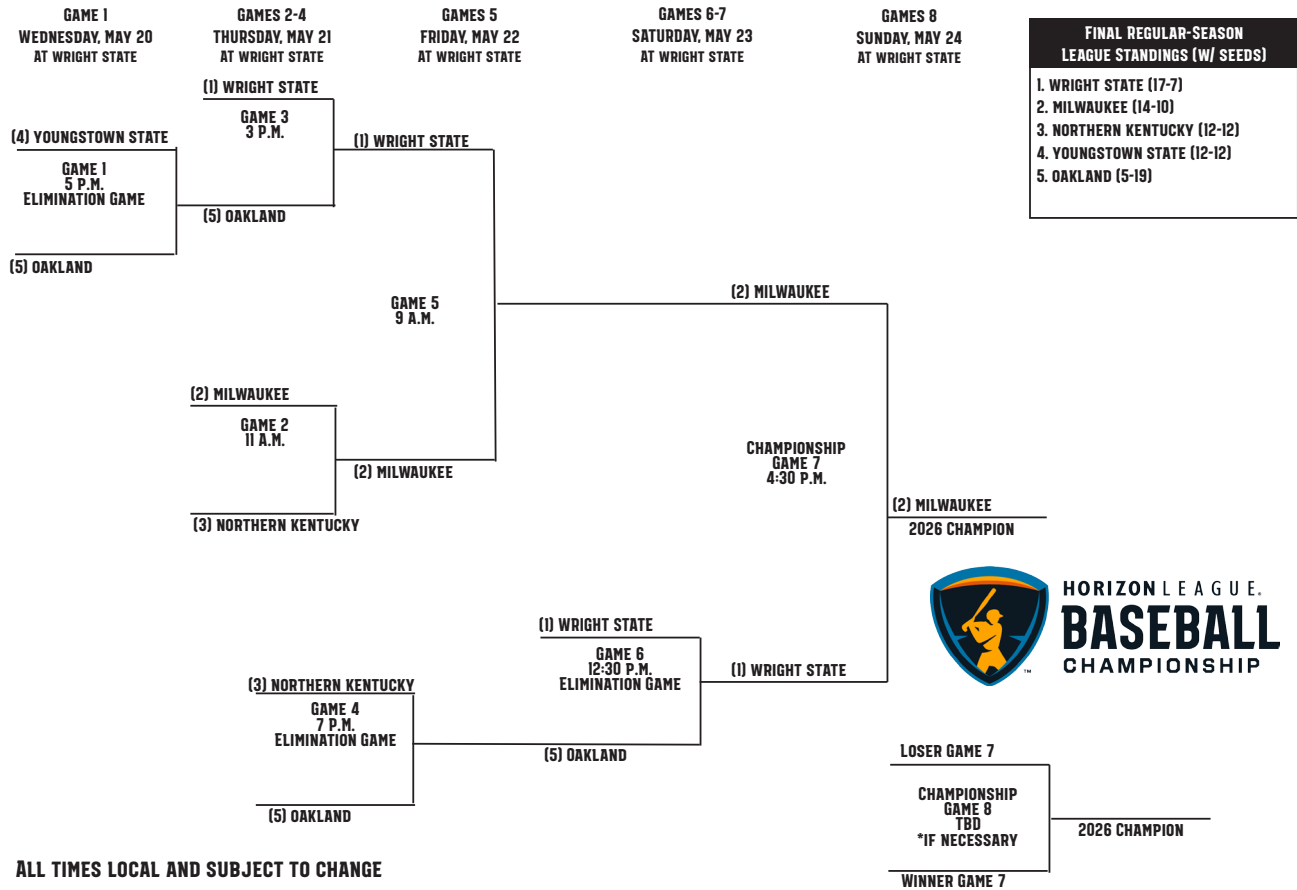 GAME 1
WEDNESDAY, MAY 20
AT WRIGHT STATE
GAMES 2-4
THURSDAY, MAY 21
AT WRIGHT STATE
GAMES 5
FRIDAY, MAY 22
AT WRIGHT STATE
GAMES 6-7
SATURDAY, MAY 23
AT WRIGHT STATE
GAMES 8
SUNDAY, MAY 24
AT WRIGHT STATE
FINAL REGULAR-SEASON
LEAGUE STANDINGS (W/ SEEDS)
1. WRIGHT STATE (17-7)
2. MILWAUKEE (14-10)
3. NORTHERN KENTUCKY (12-12)
4. YOUNGSTOWN STATE (12-12)
5. OAKLAND (5-19)
(4) YOUNGSTOWN STATE
GAME 1
5 P.M.
ELIMINATION GAME
(5) OAKLAND
(1) WRIGHT STATE
GAME 3
3 P.M.
(5) OAKLAND
(2) MILWAUKEE
GAME 2
11 A.M.
(3) NORTHERN KENTUCKY
(1) WRIGHT STATE
GAME 5
9 A.M.
(2) MILWAUKEE
(3) NORTHERN KENTUCKY
GAME 4
7 P.M.
ELIMINATION GAME
(5) OAKLAND
(1) WRIGHT STATE
GAME 6
12:30 P.M.
ELIMINATION GAME
(5) OAKLAND
(2) MILWAUKEE
CHAMPIONSHIP
GAME 7
4:30 P.M.
(1) WRIGHT STATE
(2) MILWAUKEE
2026 CHAMPION
HORIZON LEAGUE.
BASEBALL
CHAMPIONSHIP
TM
LOSER GAME 7
CHAMPIONSHIP
GAME 8
TBD
*IF NECESSARY
WINNER GAME 7
2026 CHAMPION
ALL TIMES LOCAL AND SUBJECT TO CHANGE